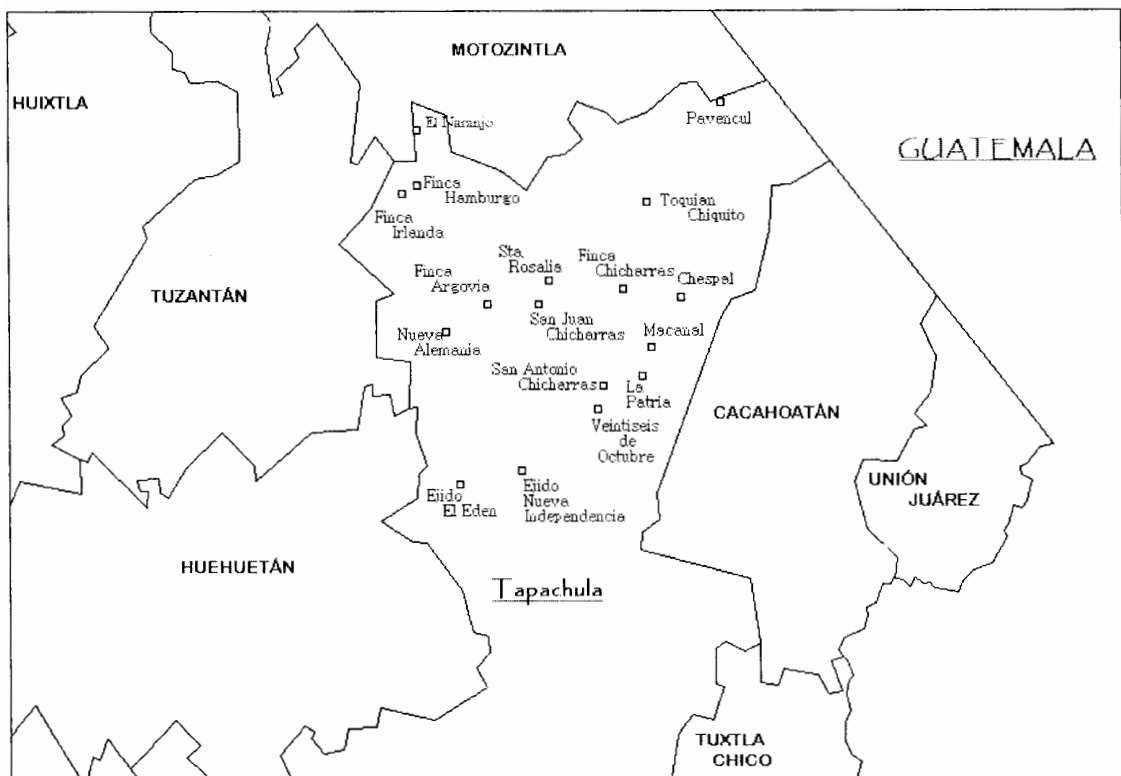 MOTOZINTLA
HUIXTLA
El Naranjo
Pavencul
GUATEMALA
Finca
Hamburgo
Finca
Irlanda
Toquian
Chiquito
Sta.
Rosalia
Finca
Chicharras
Finca
Argovia
Chespal
TUZANTÁN
San Juan
Chicharras
Nueva
Alemania
Macanal
San Antonio
Chicharras
La
Patria
CACAHOATÁN
Veintiseis
de
Octubre
UNIÓN
JUÁREZ
Ejido
El Eden
Ejido
Nueva
Independencia
HUEHUETÁN
Tapachula
TUXTLA
CHICO